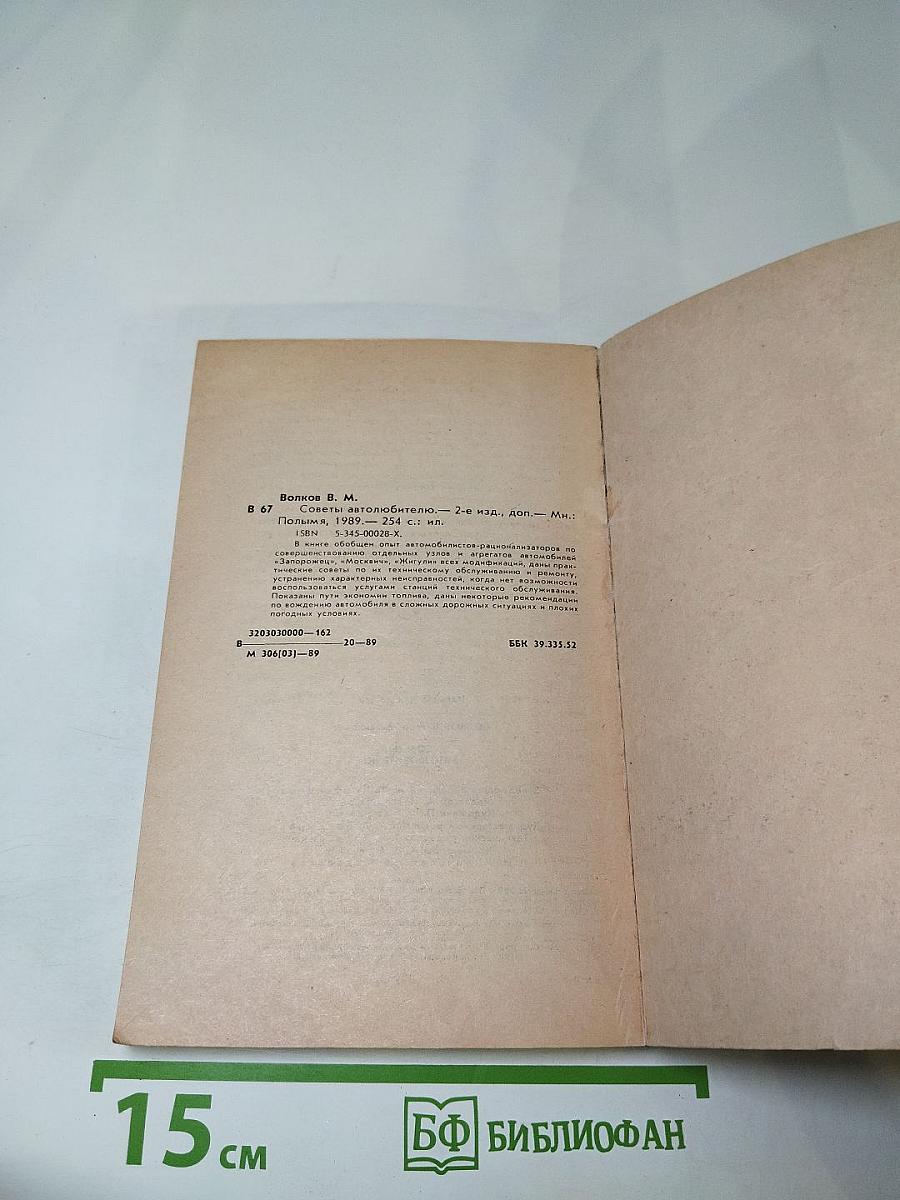 Волков В. М.
В 67 Советы автолюбителю.— 2-е изд., доп.— Мн.:
Полымя, 1989.— 254 с.: ил.
ISBN 5-345-00028-X.
В книге обобщен опыт автомобилистов-рационализаторов по
совершенствованию отдельных узлов и агрегатов автомобилей
«Запорожец», «Москвич», «Жигули» всех модификаций, даны прак-
тические советы по их техническому обслуживанию и ремонту,
устранению характерных неисправностей, когда нет возможности
воспользоваться услугами станций технического обслуживания.
Показаны пути экономии топлива, даны некоторые рекомендации
по вождению автомобиля в сложных дорожных ситуациях и плохих
погодных условиях.
3203030000—162
В——————20—89 ББК 39.335.52
М 306(03)—89
15 см
БФ БИБЛИОФАН